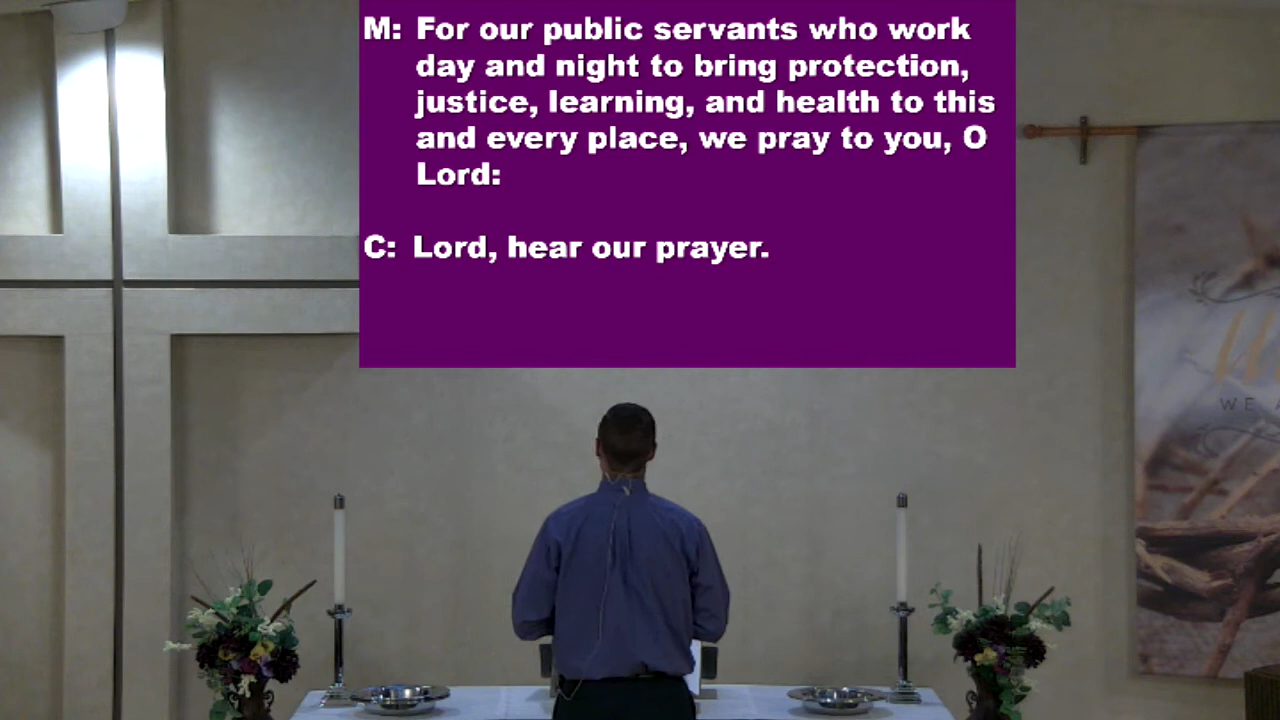 M: For our public servants who work
day and night to bring protection,
justice, learning, and health to this
and every place, we pray to you, O
Lord:
C: Lord, hear our prayer.
WE